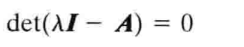 det(λI − A) = 0